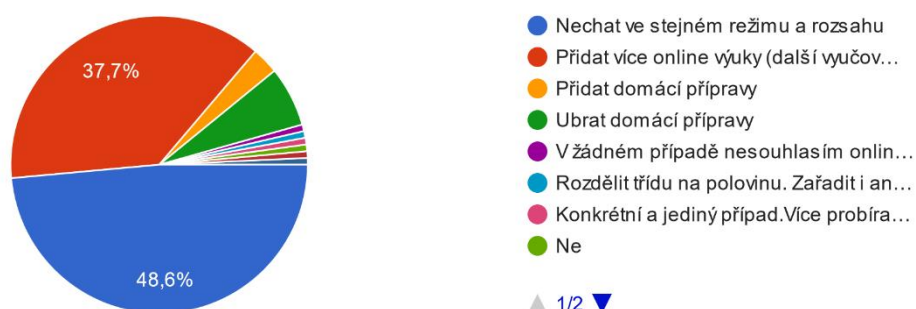 37,7%
48,6%
Nechat ve stejném režimu a rozsahu
Přidat více online výuky (další vyučov…
Přidat domácí přípravy
Ubrat domácí přípravy
V žádném případě nesouhlasím onlin…
Rozdělit třídu na polovinu. Zařadit i an…
Konkrétní a jediný případ.Více probíra…
Ne
1/2